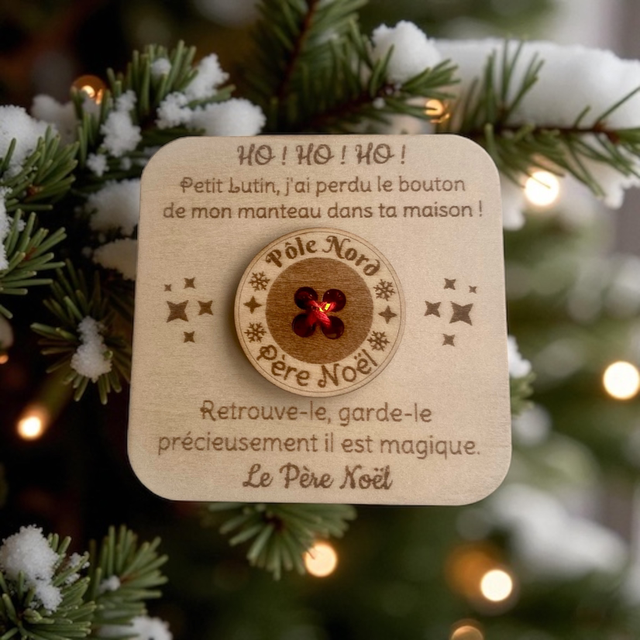 HO ! HO ! HO !
Petit Lutin, j'ai perdu le bouton
de mon manteau dans ta maison !
Pôle Nord
Père Noël
Retrouve-le, garde-le
précieusement il est magique.
Le Père Noël